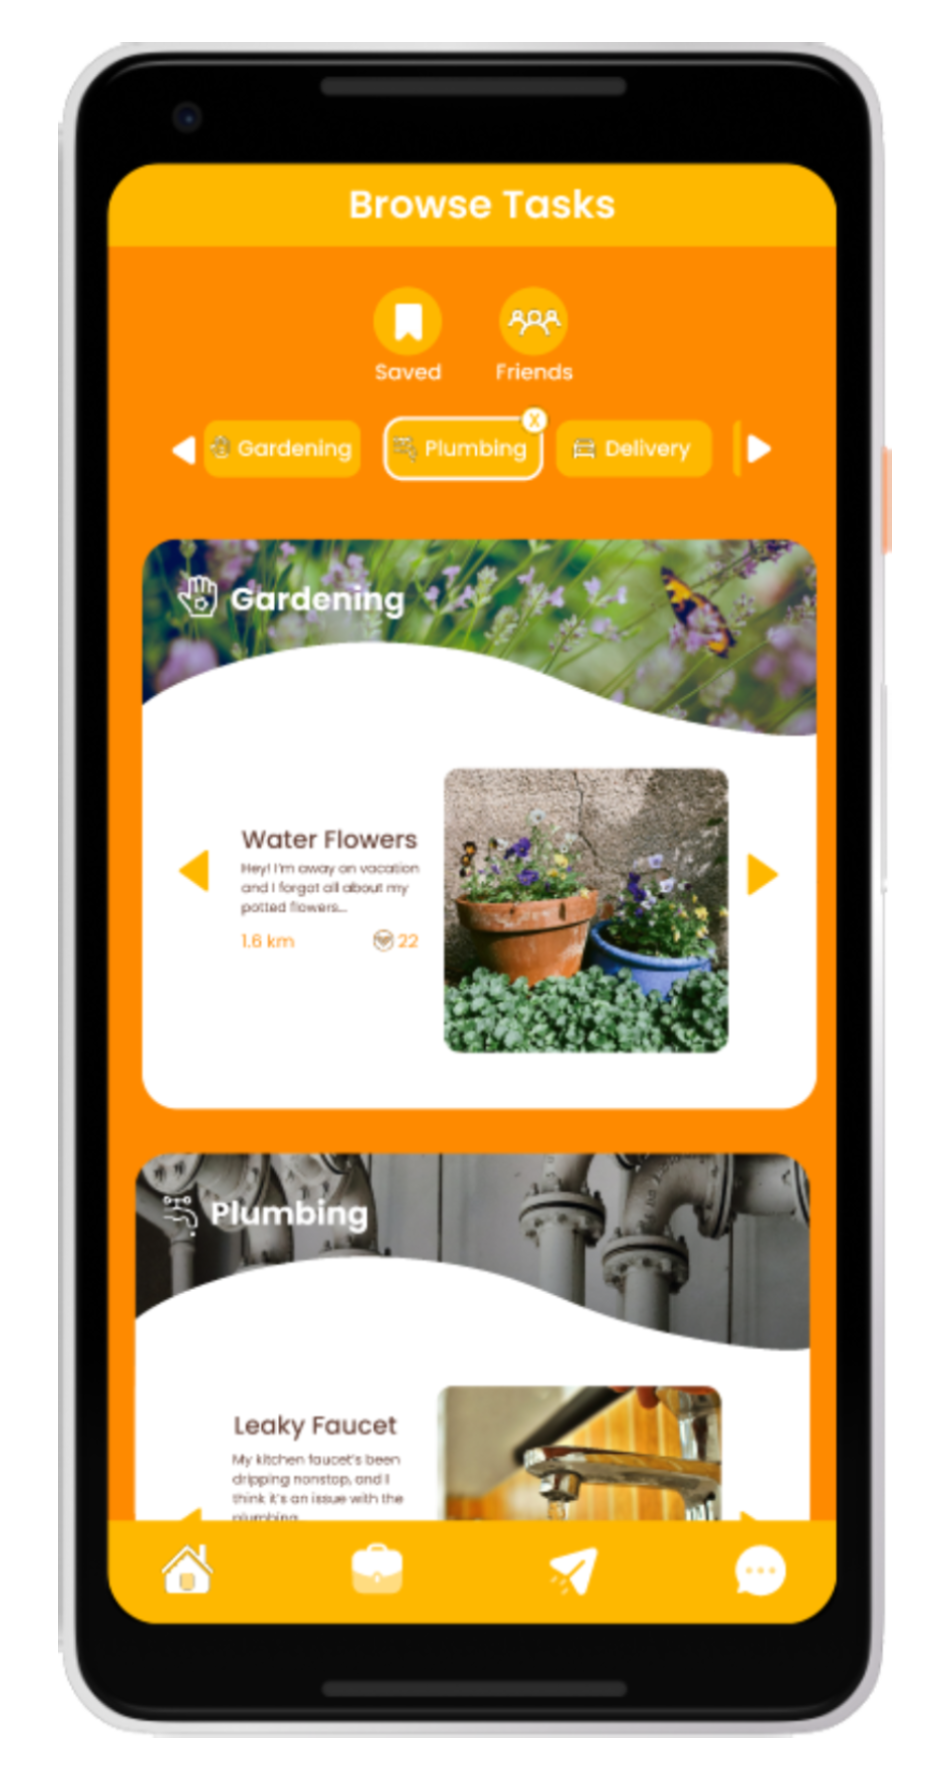 Browse Tasks
Saved
Friends
Gardening
X
Plumbing
Delivery
Gardening
Water Flowers
Hey! I'm away on vacation
and I forgot all about my
potted flowers...
1.6 km
22
Plumbing
Leaky Faucet
My kitchen faucet's been
dripping nonstop, and I
think it's an issue with the
plumbing